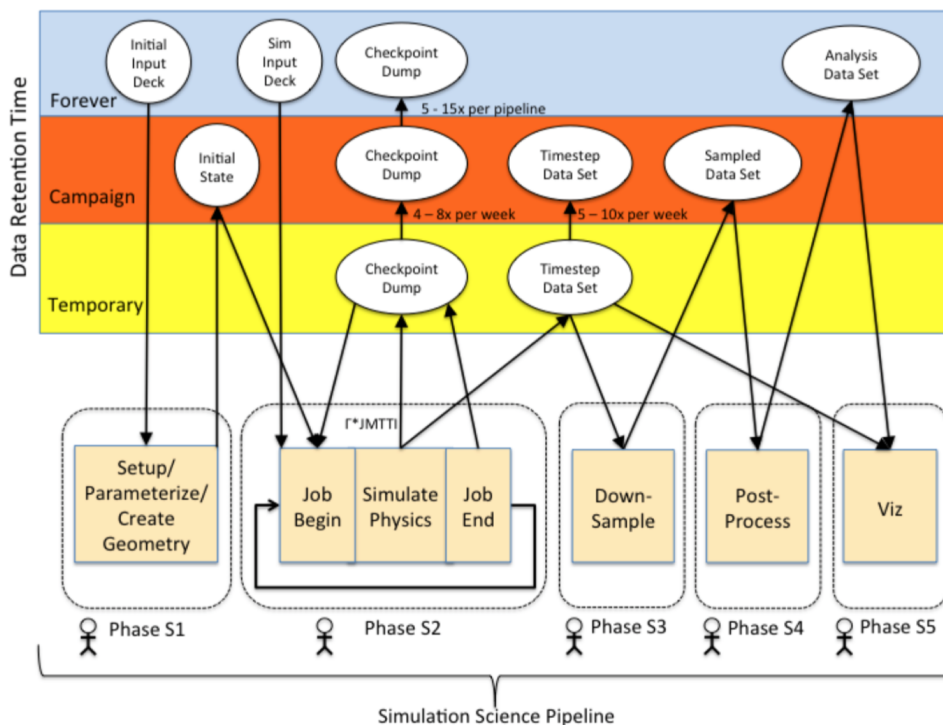 Data Retention Time
Initial
Input
Deck
Sim
Input
Deck
Checkpoint
Dump
Analysis
Data Set
Forever
5 - 15x per pipeline
Initial
State
Checkpoint
Dump
Timestep
Data Set
Sampled
Data Set
Campaign
4 – 8x per week
5 – 10x per week
Checkpoint
Dump
Timestep
Data Set
Temporary
Γ*JMTTI
Setup/
Parameterize/
Create
Geometry
Job
Begin
Simulate
Physics
Job
End
Down-
Sample
Post-
Process
Viz
Phase S1
Phase S2
Phase S3
Phase S4
Phase S5
Simulation Science Pipeline